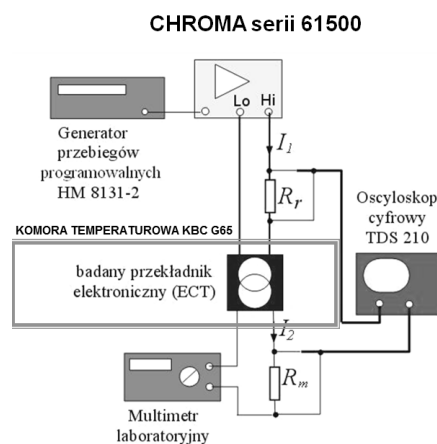 CHROMA serii 61500
Lo Hi
Generator
przebiegów
programowalnych
HM 8131-2
I1
Rr
Oscyloskop
cyfrowy
TDS 210
KOMORA TEMPERATUROWA KBC G65
badany przekładnik
elektroniczny (ECT)
I2
Rm
Multimetr
laboratoryjny